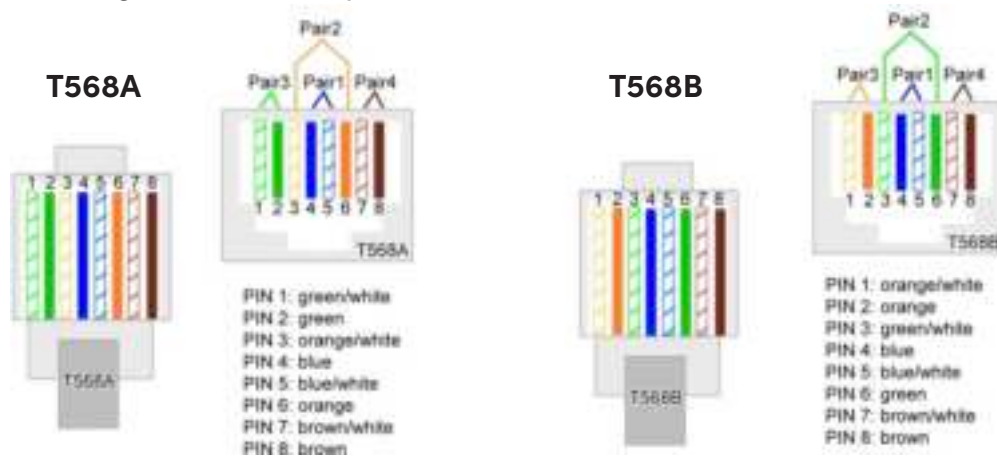 T568A
Pair2
Pair3 Pair1 Pair4
1 2 3 4 5 6 7 8
1 2 3 4 5 6 7 8
T568A
T568A
PIN 1: green/white
PIN 2: green
PIN 3: orange/white
PIN 4: blue
PIN 5: blue/white
PIN 6: orange
PIN 7: brown/white
PIN 8: brown
T568B
Pair2
Pair3 Pair1 Pair4
1 2 3 4 5 6 7 8
1 2 3 4 5 6 7 8
T568B
T568B
PIN 1: orange/white
PIN 2: orange
PIN 3: green/white
PIN 4: blue
PIN 5: blue/white
PIN 6: green
PIN 7: brown/white
PIN 8: brown